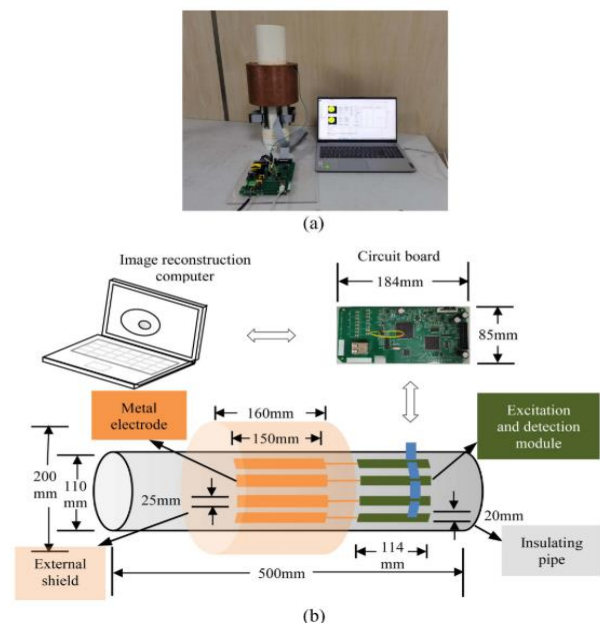 (a)
Image reconstruction
computer
Circuit board
184mm
85mm
Metal
electrode
160mm
150mm
Excitation
and detection
module
200
mm
110
mm
25mm
20mm
External
shield
114
mm
500mm
Insulating
pipe
(b)